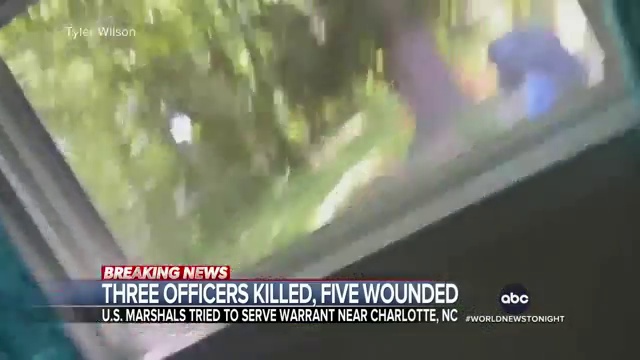 Tyler Wilson
BREAKING NEWS
THREE OFFICERS KILLED, FIVE WOUNDED
U.S. MARSHALS TRIED TO SERVE WARRANT NEAR CHARLOTTE, NC
abc
#WORLDNEWSTONIGHT